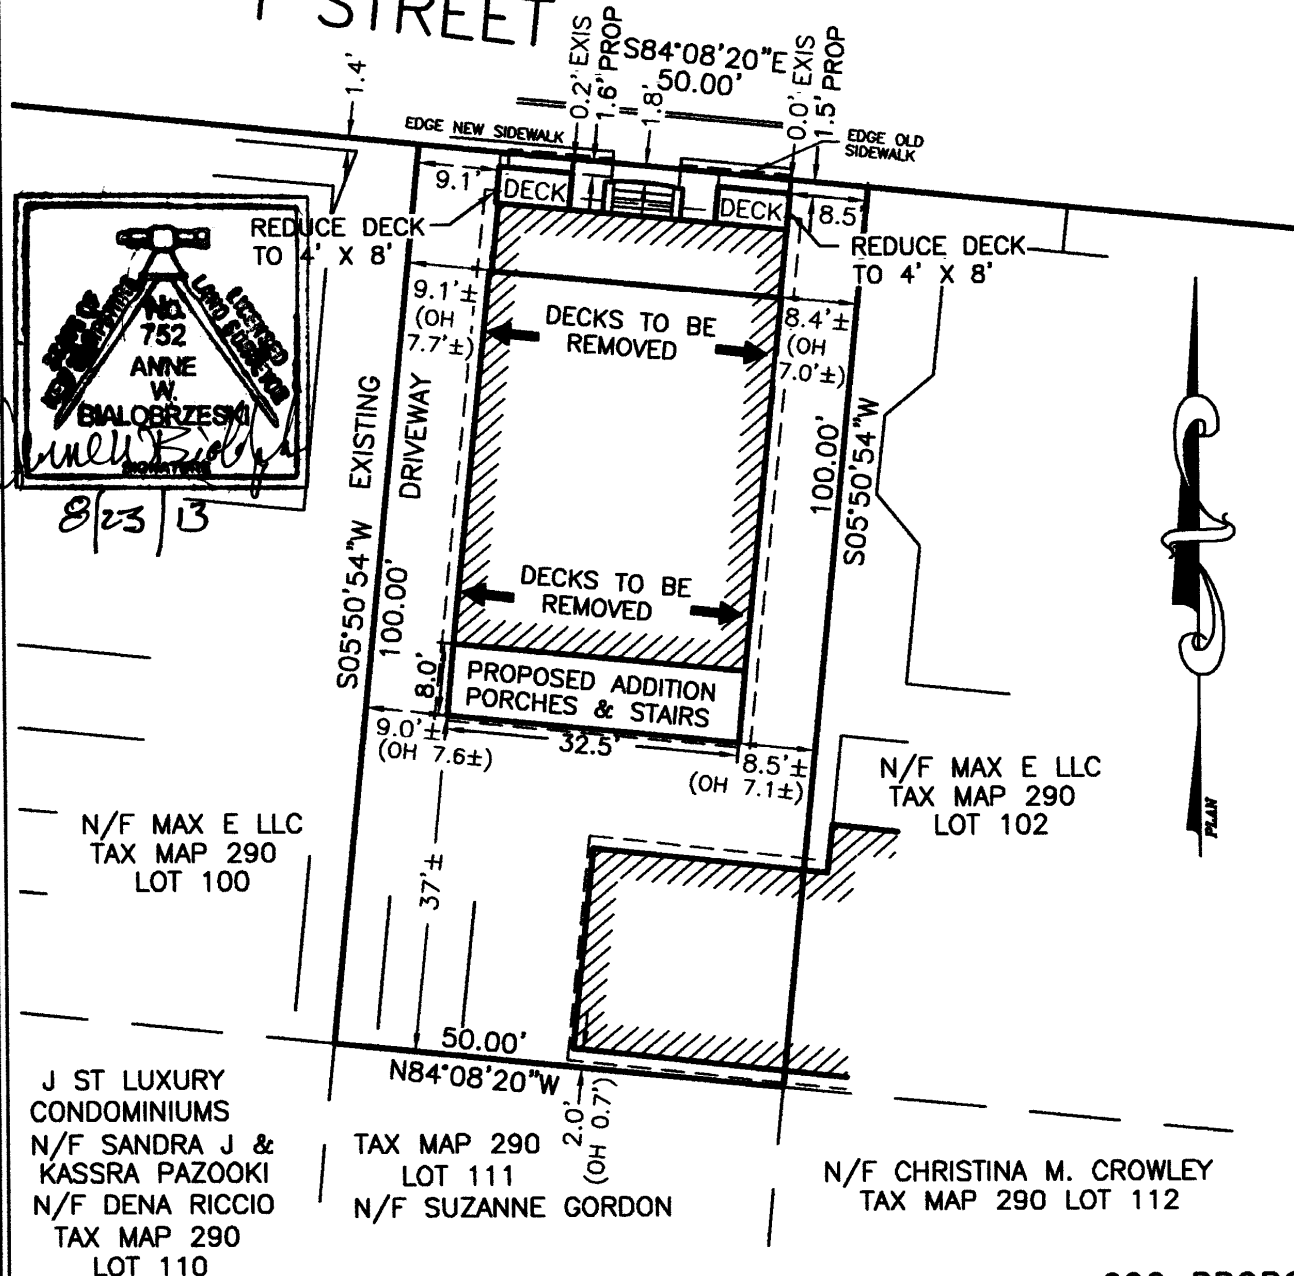 STREET
1.4'
0.2' EXIS
1.6' PROP
S84°08'20"E
50.00'
1.8'
0.0' EXIS
1.5' PROP
EDGE NEW SIDEWALK
EDGE OLD
SIDEWALK
9.1'
DECK
DECK
8.5'
REDUCE DECK
TO 4' X 8'
REDUCE DECK
TO 4' X 8'
9.1'±
(OH
7.7'±)
DECKS TO BE
REMOVED
8.4'±
(OH
7.0'±)
STATE OF
NEW HAMPSHIRE
LICENSED
LAND SURVEYOR
No.
752
ANNE
W.
BIALOBRZESKI
SIGNATURE
8/23/13
S05°50'54"W
100.00'
EXISTING
DRIVEWAY
100.00'
S05°50'54"W
DECKS TO BE
REMOVED
8.0'
PROPOSED ADDITION
PORCHES & STAIRS
9.0'±
(OH 7.6±)
32.5'
8.5'±
(OH 7.1±)
N/F MAX E LLC
TAX MAP 290
LOT 102
PLAN
N/F MAX E LLC
TAX MAP 290
LOT 100
37'±
50.00'
N84°08'20"W
2.0'
(OH 0.7')
J ST LUXURY
CONDOMINIUMS
N/F SANDRA J &
KASSRA PAZOOKI
N/F DENA RICCIO
TAX MAP 290
LOT 110
TAX MAP 290
LOT 111
N/F SUZANNE GORDON
N/F CHRISTINA M. CROWLEY
TAX MAP 290 LOT 112